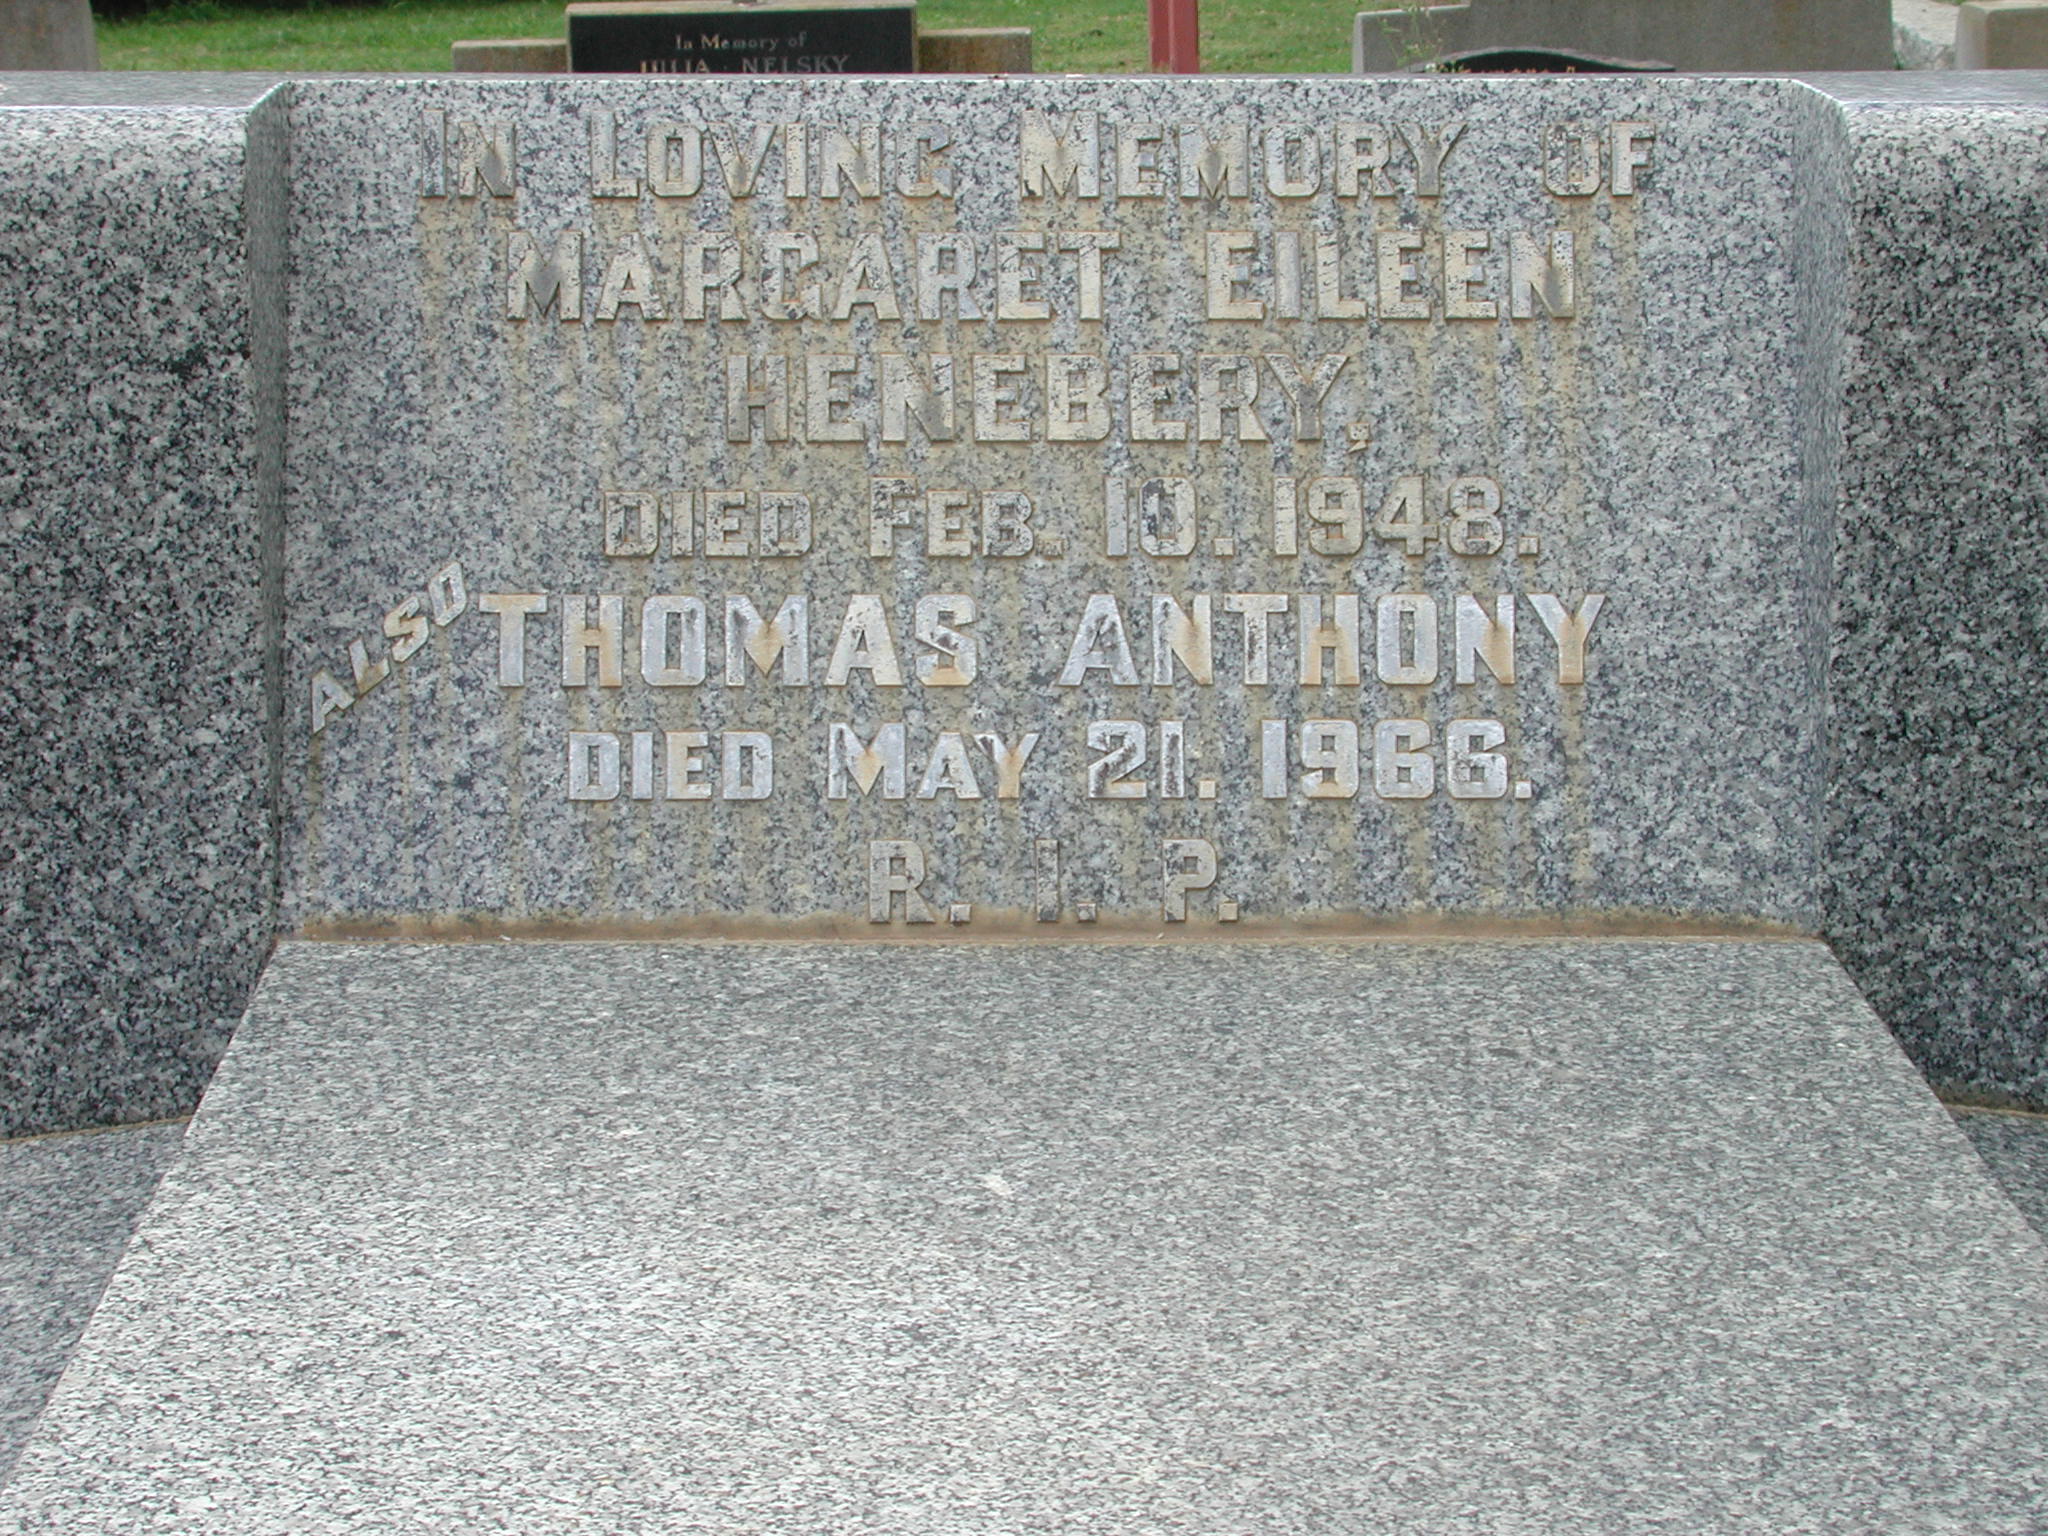 In Memory of
JULIA NELSKY
IN LOVING MEMORY OF
MARGARET EILEEN
HENEBERY,
DIED FEB. 10. 1948.
ALSO THOMAS ANTHONY
DIED MAY 21. 1966.
R. I. P.